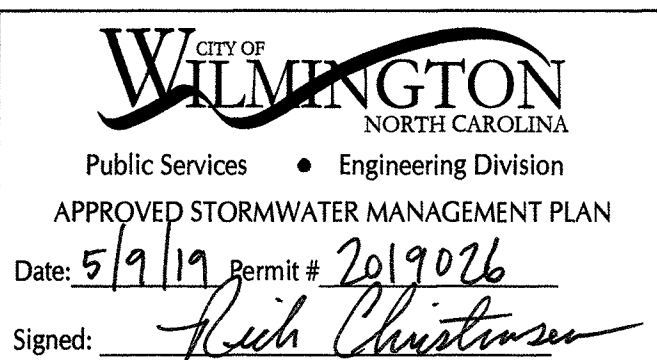 CITY OF
WILMINGTON
NORTH CAROLINA
Public Services • Engineering Division
APPROVED STORMWATER MANAGEMENT PLAN
Date: 5/9/19 Permit # 2019026
Signed: Rich Christensen